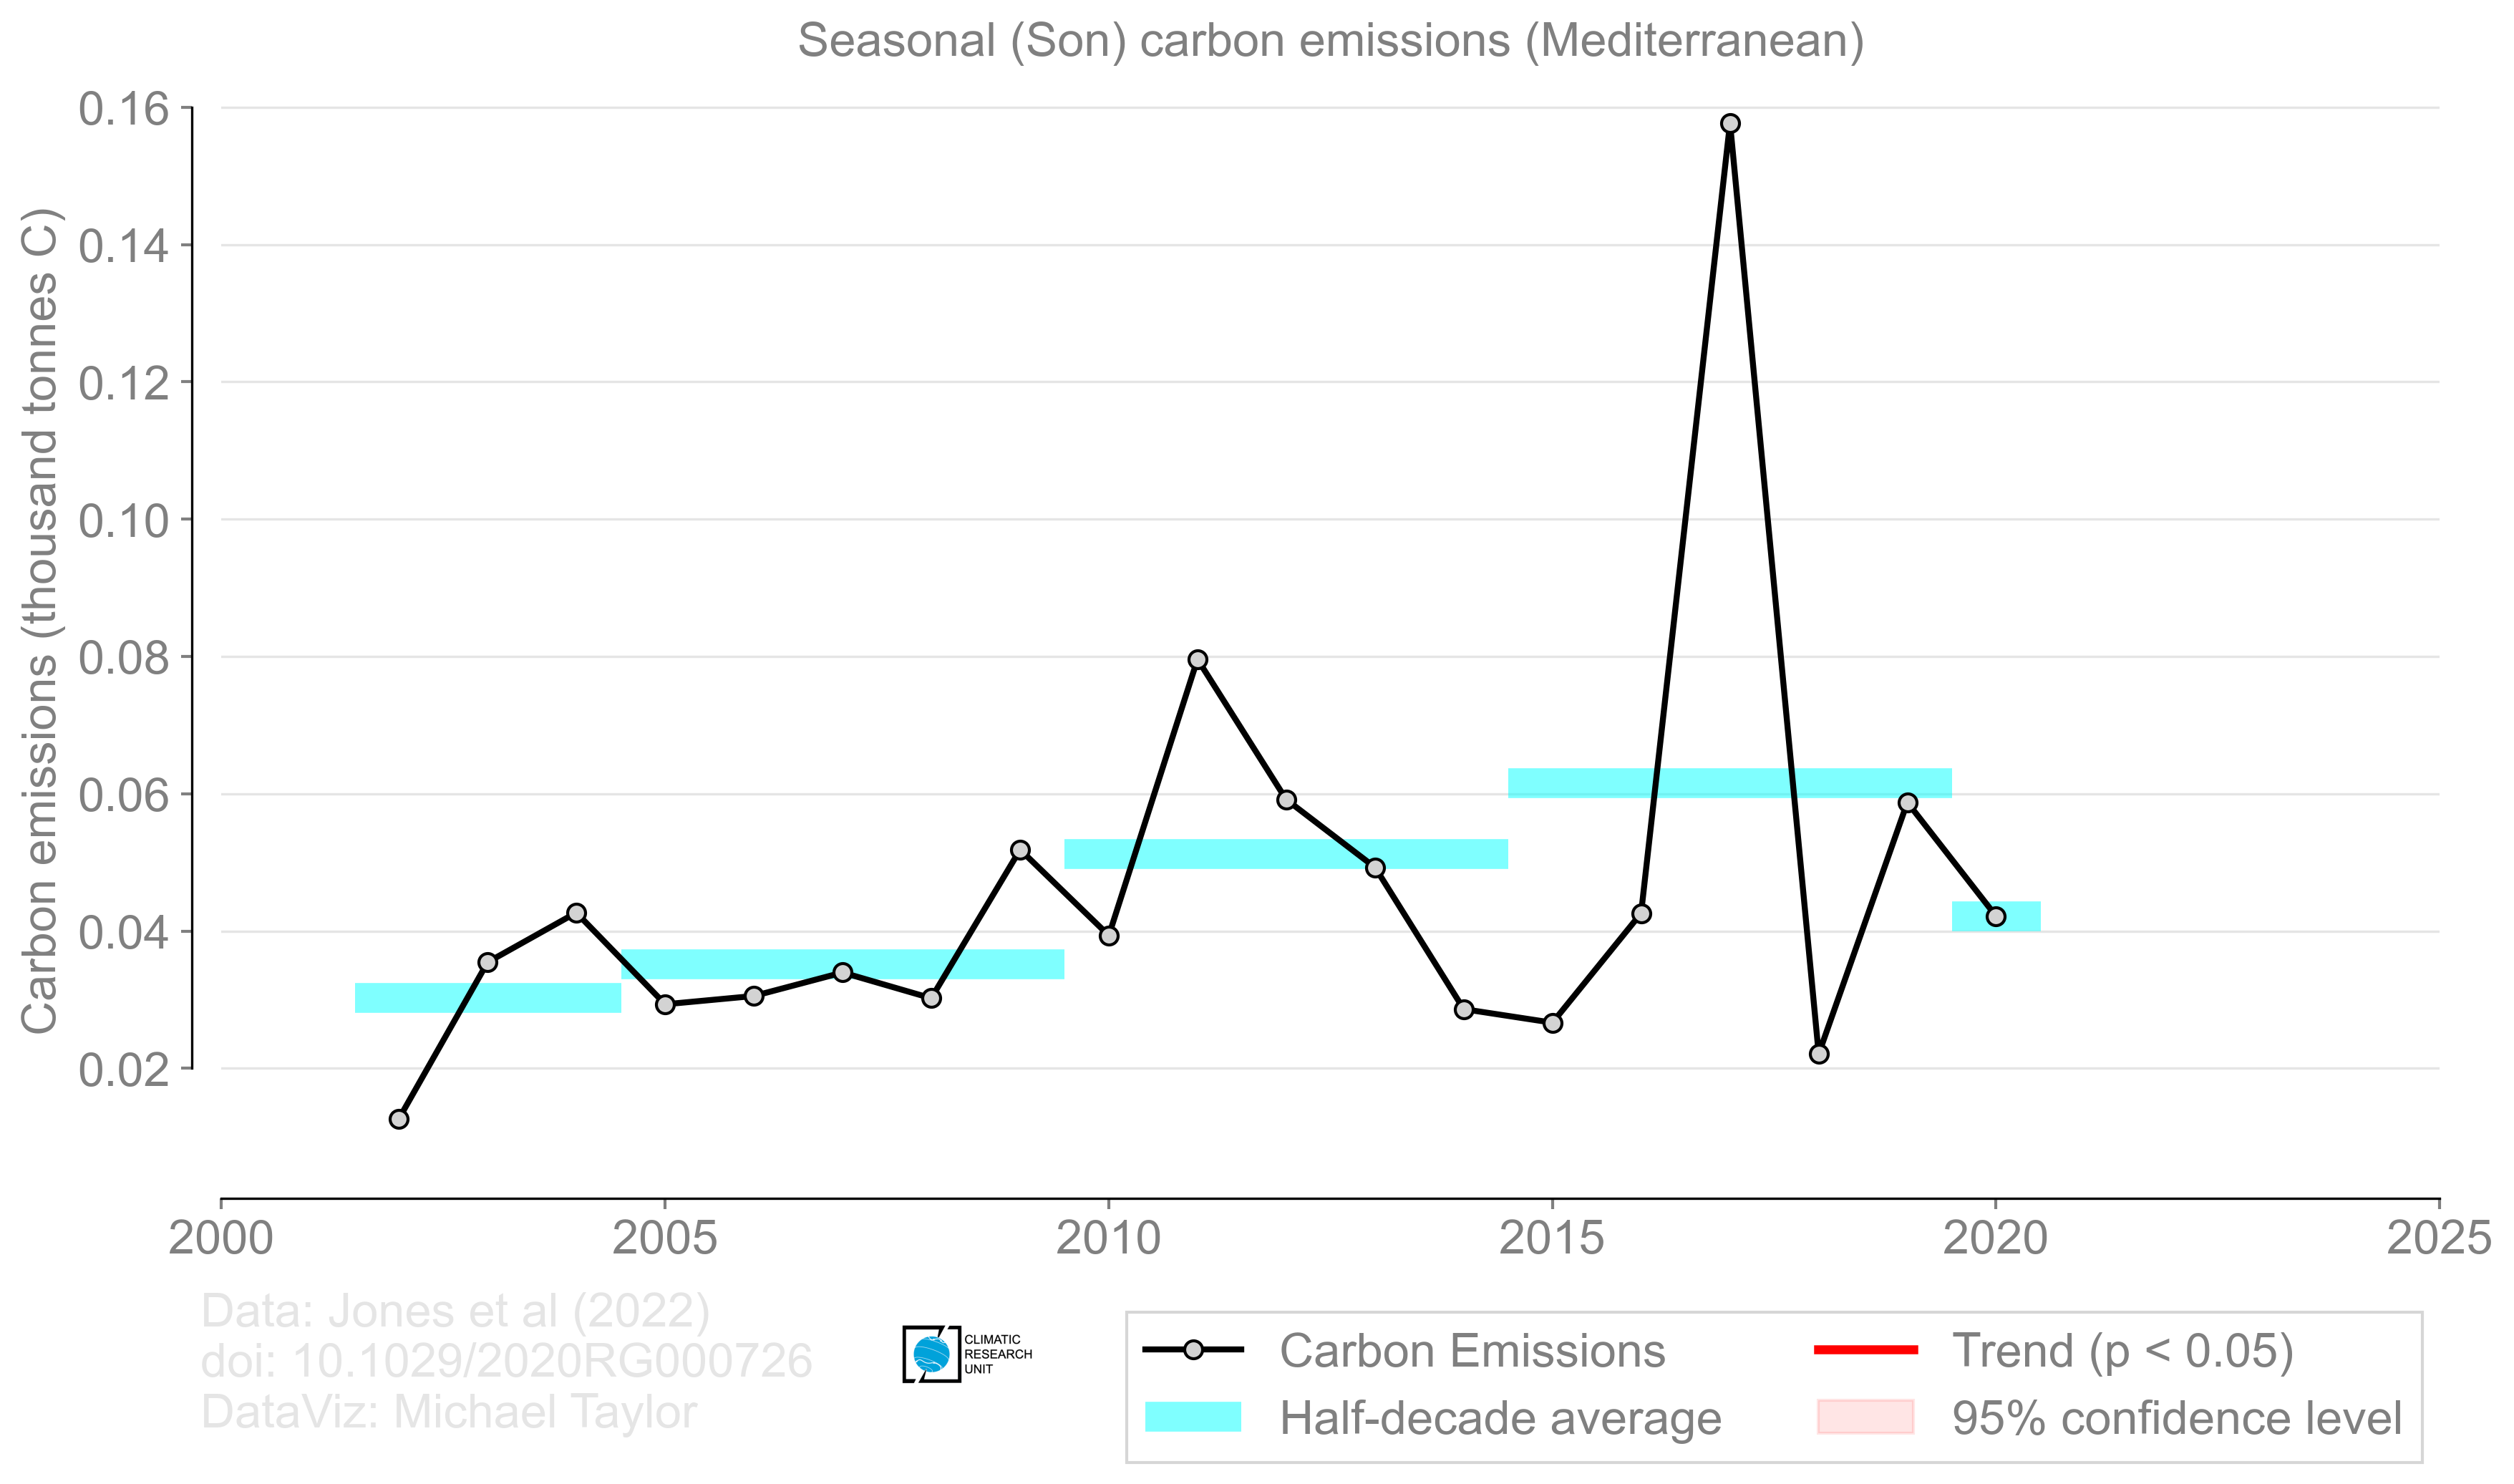 Seasonal (Son) carbon emissions (Mediterranean)
Carbon emissions (thousand tonnes C)
0.16
0.14
0.12
0.10
0.08
0.06
0.04
0.02
2000 2005 2010 2015 2020 2025
Data: Jones et al (2022)
doi: 10.1029/2020RG000726
DataViz: Michael Taylor
CLIMATIC
RESEARCH
UNIT
Carbon Emissions
Half-decade average
Trend (p < 0.05)
95% confidence level